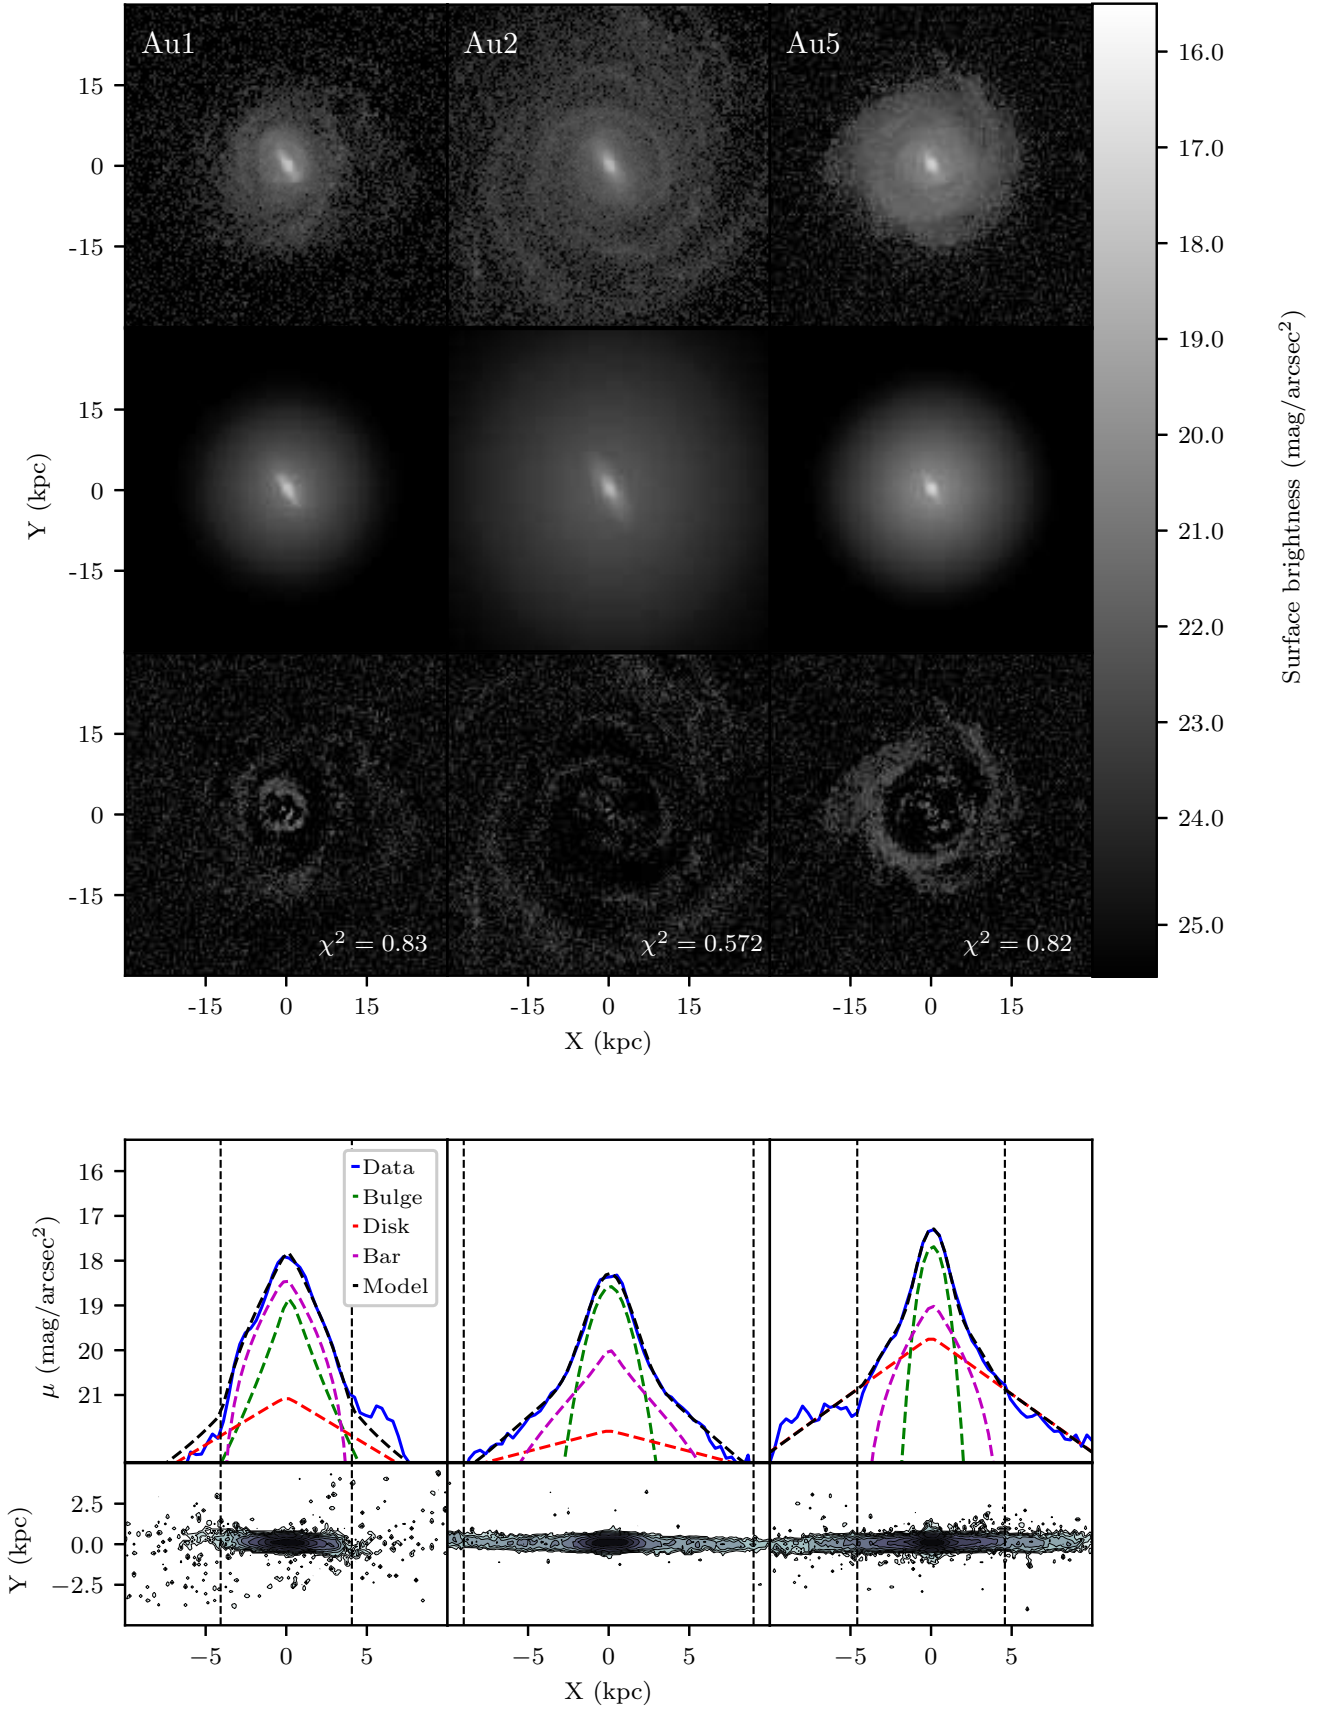 Au1 Au2 Au5
15
0
-15
15
0
-15
15
0
-15
Y (kpc)
χ² = 0.83 χ² = 0.572 χ² = 0.82
-15 0 15 -15 0 15 -15 0 15
X (kpc)
16.0
17.0
18.0
19.0
20.0
21.0
22.0
23.0
24.0
25.0
Surface brightness (mag/arcsec²)
16
17
18
19
20
21
μ (mag/arcsec²)
Data
Bulge
Disk
Bar
Model
2.5
0.0
−2.5
Y (kpc)
−5 0 5 −5 0 5 −5 0 5
X (kpc)